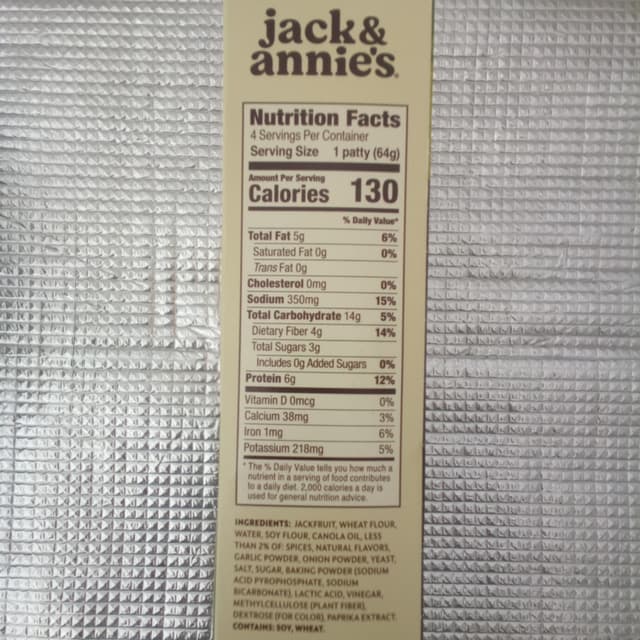 jack&
annie's.
Nutrition Facts
4 Servings Per Container
Serving Size 1 patty (64g)
Amount Per Serving
Calories 130
% Daily Value*
Total Fat 5g 6%
Saturated Fat 0g 0%
Trans Fat 0g
Cholesterol 0mg 0%
Sodium 350mg 15%
Total Carbohydrate 14g 5%
Dietary Fiber 4g 14%
Total Sugars 3g
Includes 0g Added Sugars 0%
Protein 6g 12%
Vitamin D 0mcg 0%
Calcium 38mg 3%
Iron 1mg 6%
Potassium 218mg 5%
* The % Daily Value tells you how much a
nutrient in a serving of food contributes
to a daily diet. 2,000 calories a day is
used for general nutrition advice.
INGREDIENTS: JACKFRUIT, WHEAT FLOUR,
WATER, SOY FLOUR, CANOLA OIL, LESS
THAN 2% OF: SPICES, NATURAL FLAVORS,
GARLIC POWDER, ONION POWDER, YEAST,
SALT, SUGAR, BAKING POWDER (SODIUM
ACID PYROPHOSPHATE, SODIUM
BICARBONATE), LACTIC ACID, VINEGAR,
METHYLCELLULOSE (PLANT FIBER),
DEXTROSE (FOR COLOR), PAPRIKA EXTRACT.
CONTAINS: SOY, WHEAT.